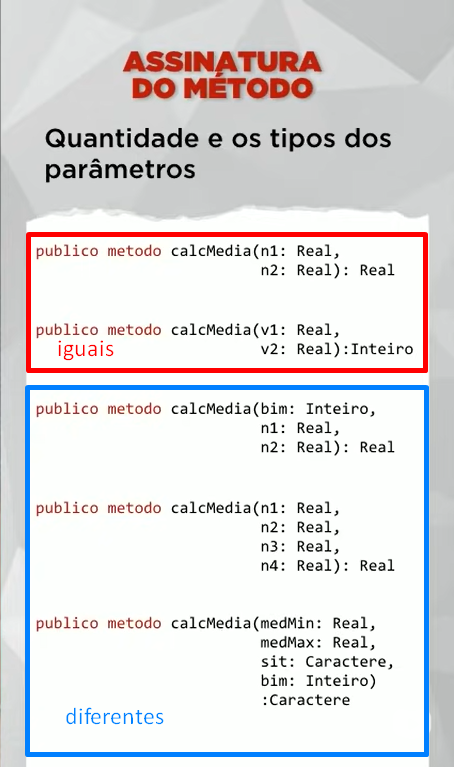 ASSINATURA
DO MÉTODO
Quantidade e os tipos dos
parâmetros
publico metodo calcMedia(n1: Real,
n2: Real): Real
publico metodo calcMedia(v1: Real,
iguais
v2: Real):Inteiro
publico metodo calcMedia(bim: Inteiro,
n1: Real,
n2: Real): Real
publico metodo calcMedia(n1: Real,
n2: Real,
n3: Real,
n4: Real): Real
publico metodo calcMedia(medMin: Real,
medMax: Real,
sit: Caractere,
bim: Inteiro)
:Caractere
diferentes